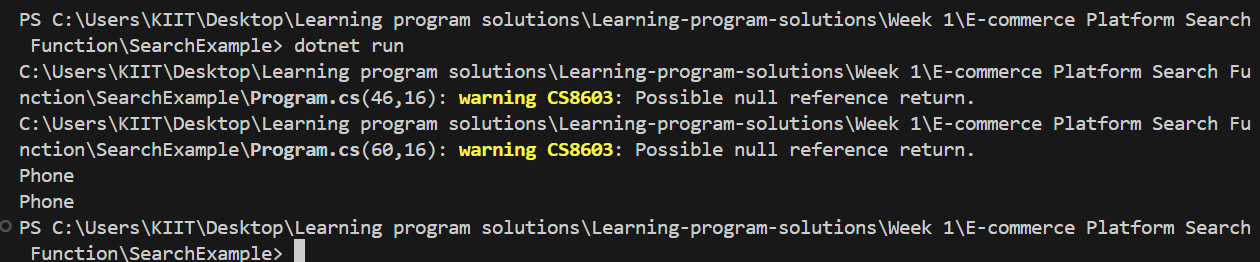 PS C:\Users\KIIT\Desktop\Learning program solutions\Learning-program-solutions\Week 1\E-commerce Platform Search
 Function\SearchExample> dotnet run
C:\Users\KIIT\Desktop\Learning program solutions\Learning-program-solutions\Week 1\E-commerce Platform Search Fu
nction\SearchExample\Program.cs(46,16): warning CS8603: Possible null reference return.
C:\Users\KIIT\Desktop\Learning program solutions\Learning-program-solutions\Week 1\E-commerce Platform Search Fu
nction\SearchExample\Program.cs(60,16): warning CS8603: Possible null reference return.
Phone
Phone
PS C:\Users\KIIT\Desktop\Learning program solutions\Learning-program-solutions\Week 1\E-commerce Platform Search
 Function\SearchExample>